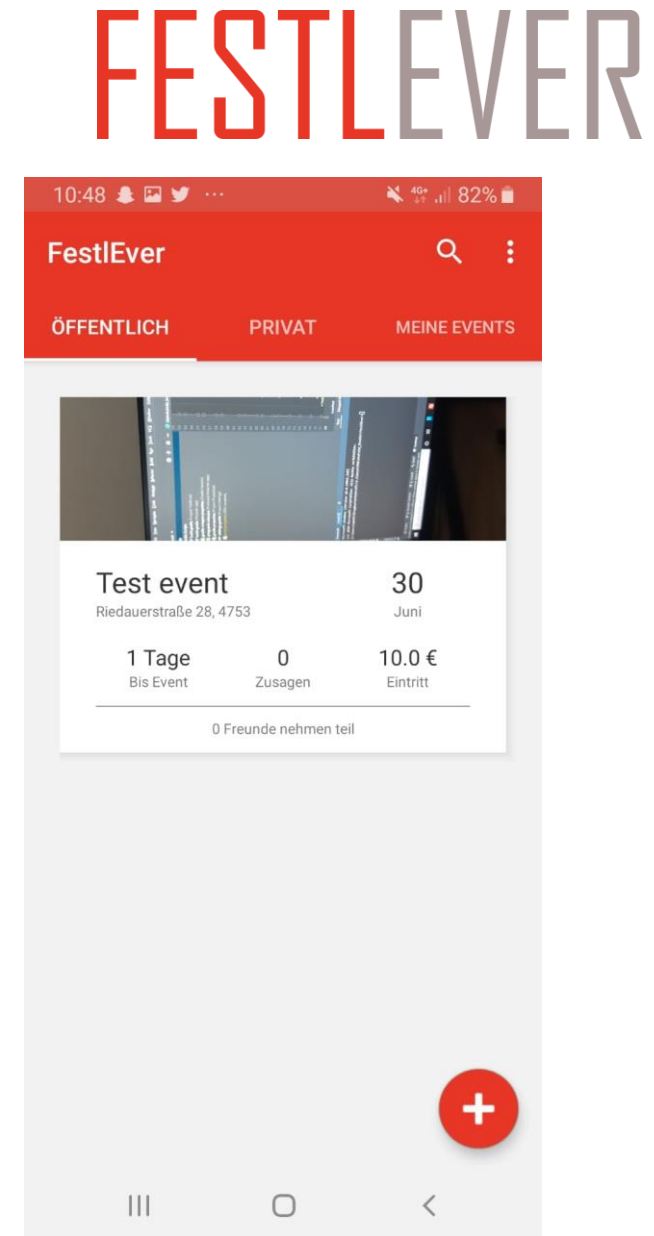 FESTLEVER
10:48 ... 4G+ 82%
FestlEver
ÖFFENTLICH PRIVAT MEINE EVENTS
Test event 30
Riedauerstraße 28, 4753 Juni
1 Tage 0 10.0 €
Bis Event Zusagen Eintritt
0 Freunde nehmen teil